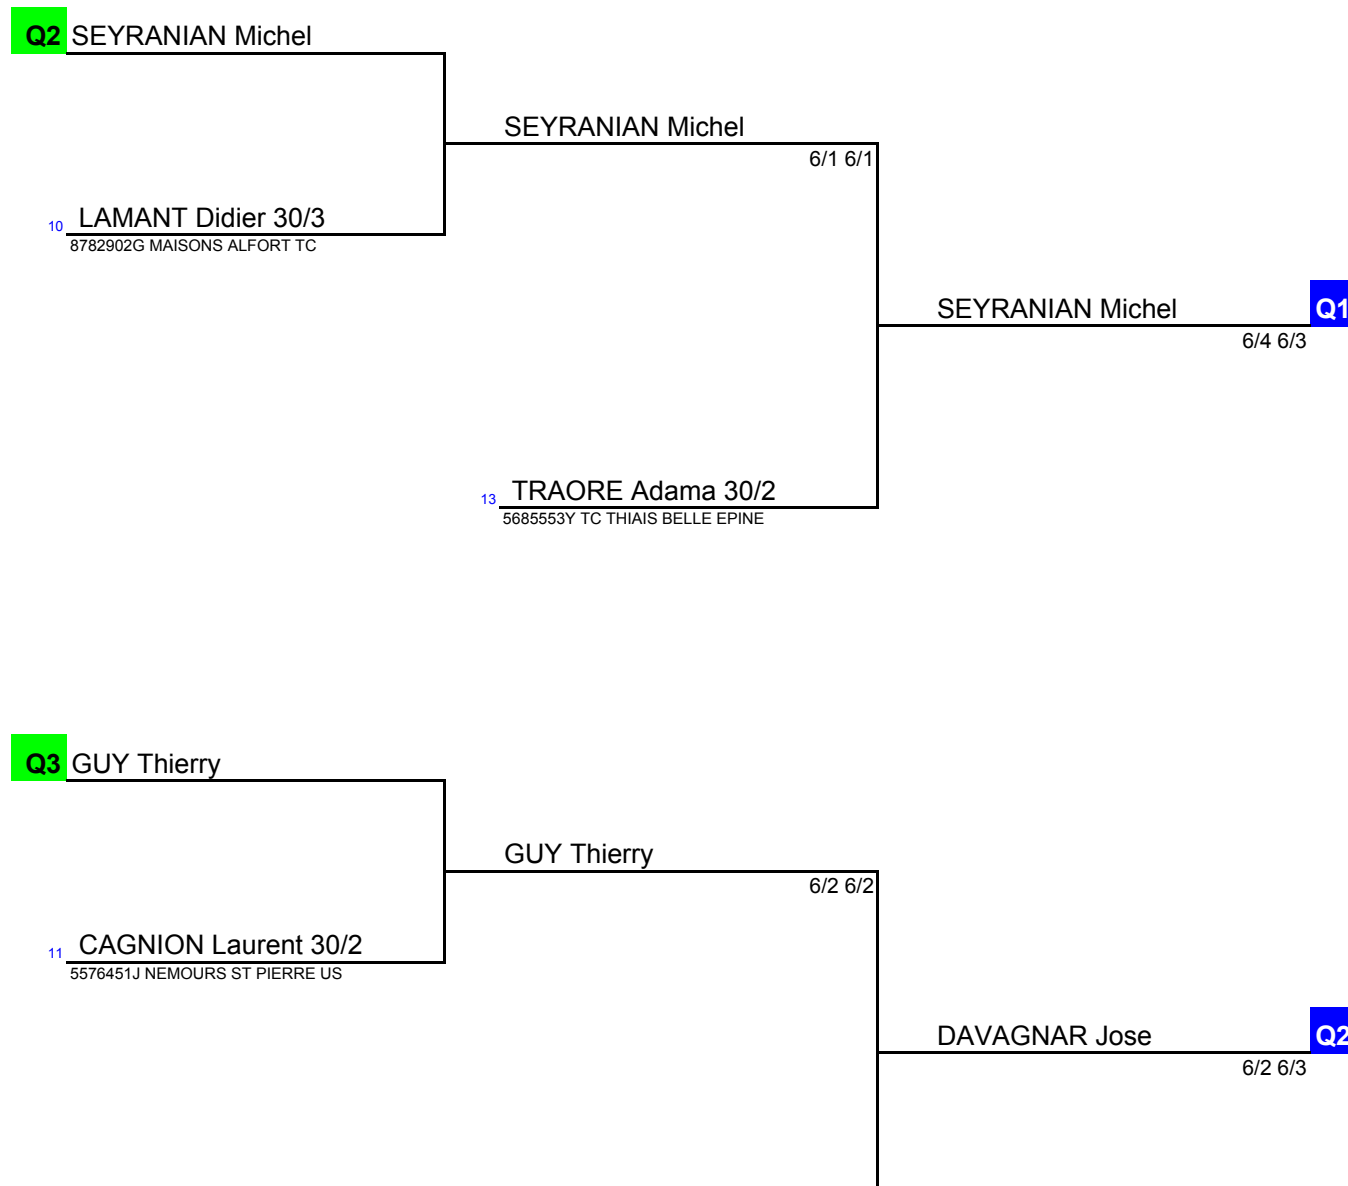 Q2 SEYRANIAN Michel
SEYRANIAN Michel
6/1 6/1
10 LAMANT Didier 30/3
8782902G MAISONS ALFORT TC
SEYRANIAN Michel Q1
6/4 6/3
13 TRAORE Adama 30/2
5685553Y TC THIAIS BELLE EPINE
Q3 GUY Thierry
GUY Thierry
6/2 6/2
11 CAGNION Laurent 30/2
5576451J NEMOURS ST PIERRE US
DAVAGNAR Jose Q2
6/2 6/3